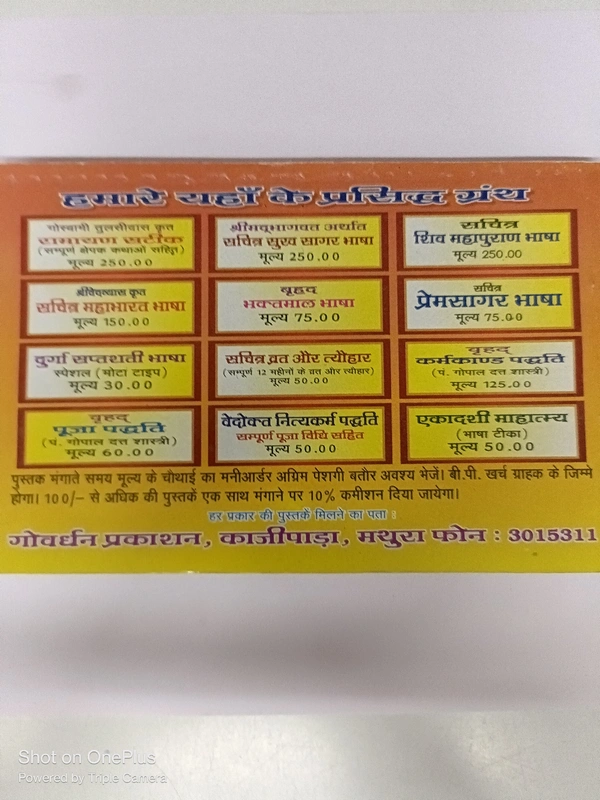 हमारे यहाँ के प्रसिद्ध ग्रंथ
गोस्वामी तुलसीदास कृत
रामायण सटीक
(सम्पूर्ण क्षेपक कथाओं सहित)
मूल्य 250.00
श्रीमद्भागवत अर्थात
सचित्र सुख सागर भाषा
मूल्य 250.00
सचित्र
शिव महापुराण भाषा
मूल्य 250.00
सचित्र महाभारत भाषा
मूल्य 150.00
बृहद्
भक्तमाल भाषा
मूल्य 75.00
सचित्र
प्रेमसागर भाषा
मूल्य 75.00
दुर्गा सप्तशती भाषा
स्पेशल (मोटा टाइप)
मूल्य 30.00
सचित्र व्रत और त्यौहार
(सम्पूर्ण 12 महीनों के व्रत और त्यौहार)
मूल्य 50.00
बृहद्
कर्मकाण्ड पद्धति
(पं. गोपाल दत्त शास्त्री)
मूल्य 125.00
बृहद्
पूजा पद्धति
(पं. गोपाल दत्त शास्त्री)
मूल्य 60.00
वेदोक्त नित्यकर्म पद्धति
सम्पूर्ण पूजा विधि सहित
मूल्य 50.00
एकादशी माहात्म्य
(भाषा टीका)
मूल्य 50.00
पुस्तक मंगाते समय मूल्य के चौथाई का मनीआर्डर अग्रिम पेशगी बतौर अवश्य भेजें। बी.पी. खर्च ग्राहक के जिम्मे
होगा। 100/- से अधिक की पुस्तकें एक साथ मंगाने पर 10% कमीशन दिया जायेगा।
हर प्रकार की पुस्तकें मिलने का पता :
गोवर्धन प्रकाशन, काजीपाड़ा, मथुरा फोन : 3015311
Shot on OnePlus
Powered by Triple Camera